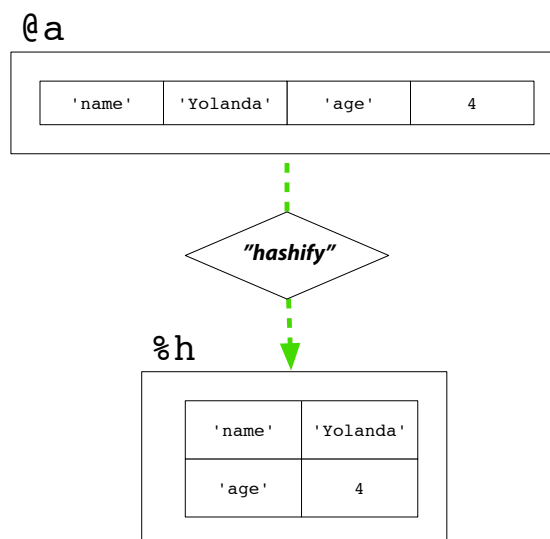 @a
'name' 'Yolanda' 'age' 4
"hashify"
%h
'name' 'Yolanda'
'age' 4